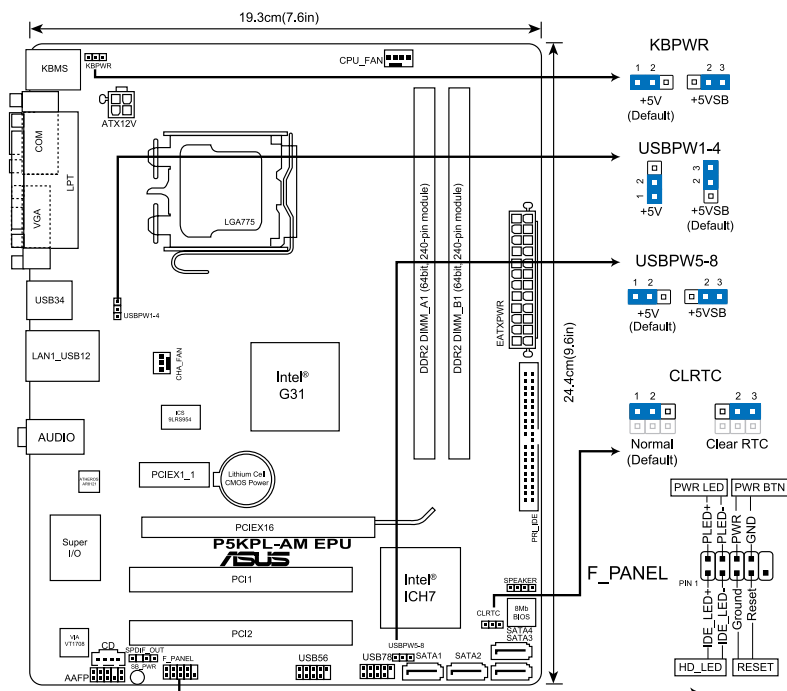 19.3cm(7.6in)
KBMS
KBPWR
CPU_FAN
ATX12V
COM
LPT
VGA
LGA775
DDR2 DIMM_A1 (64bit, 240-pin module)
DDR2 DIMM_B1 (64bit, 240-pin module)
EATXPWR
24.4cm(9.6in)
USB34
USBPW1-4
LAN1_USB12
CHA_FAN
Intel®
G31
ICS
9LRS954
AUDIO
PCIEX1_1
Lithium Cell
CMOS Power
ATHEROS
AR8121
Super
I/O
PCIEX16
P5KPL-AM EPU
ASUS
PRI_IDE
PCI1
PCI2
Intel®
ICH7
SPEAKER
CLRTC
8Mb
BIOS
SATA4
SATA3
VIA
VT1708
CD
SPDIF_OUT
SB_PWR
AAFP
F_PANEL
USB56
USB78
USBPW5-8
SATA1
SATA2
KBPWR
1 2
2 3
+5V
(Default)
+5VSB
USBPW1-4
2
1
3
2
+5V
+5VSB
(Default)
USBPW5-8
1 2
2 3
+5V
(Default)
+5VSB
CLRTC
1 2
2 3
Normal
(Default)
Clear RTC
PWR LED
PWR BTN
PLED+
PLED-
PWR
GND
F_PANEL
PIN 1
IDE_LED+
IDE_LED-
Ground
Reset
HD_LED
RESET